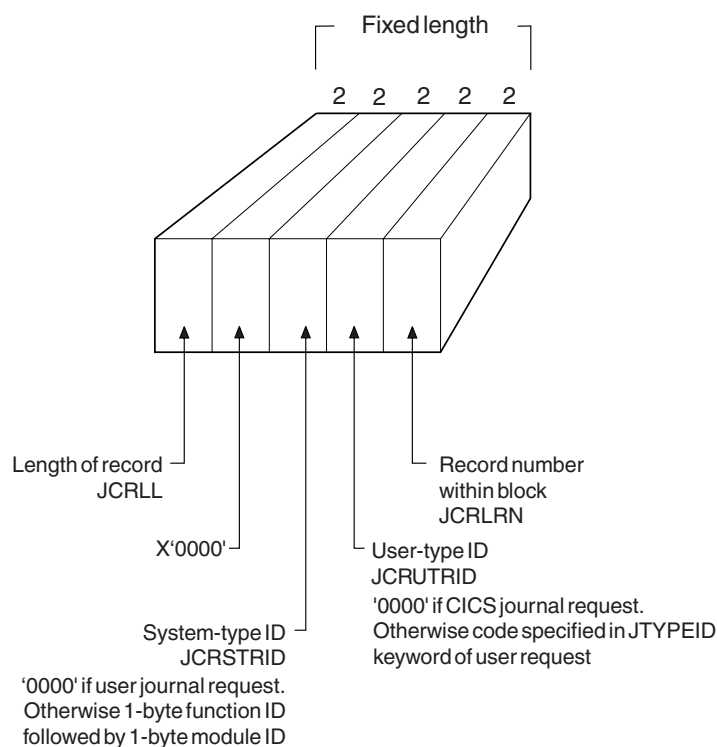 Fixed length
2 2 2 2 2
Length of record
JCRLL
Record number
within block
JCRLRN
X‘0000'
User-type ID
JCRUTRID
'0000' if CICS journal request.
Otherwise code specified in JTYPEID
keyword of user request
System-type ID
JCRSTRID
‘0000' if user journal request.
Otherwise 1-byte function ID
followed by 1-byte module ID